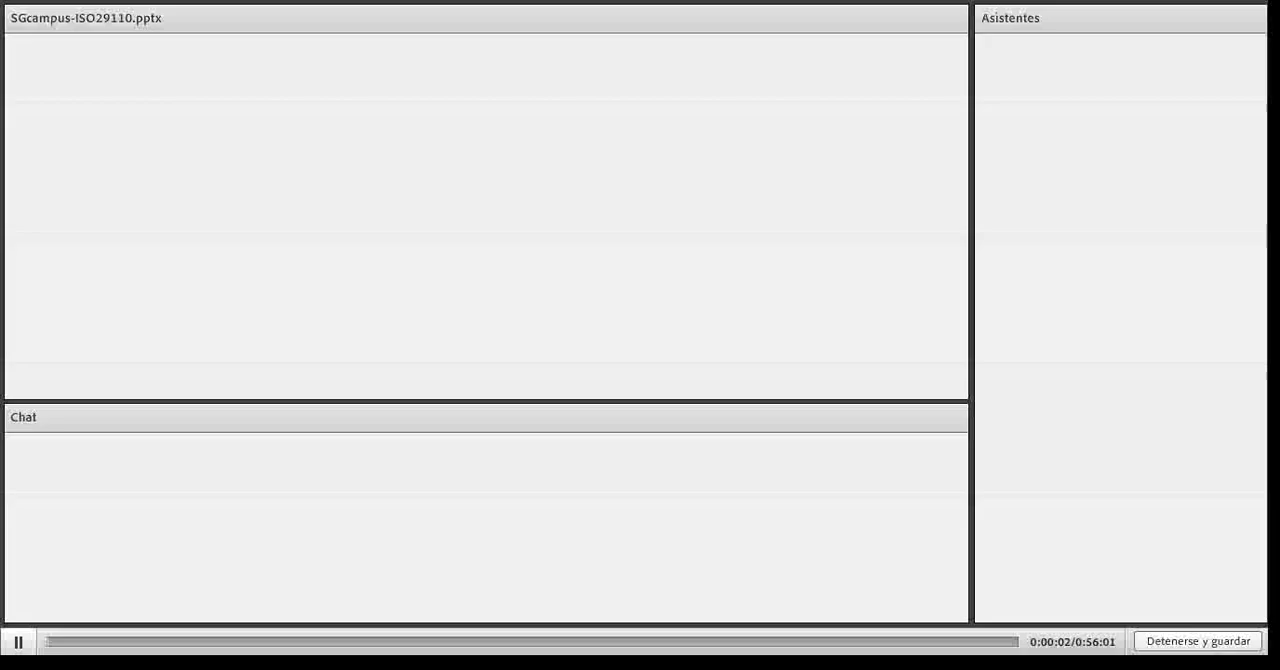 SGcampus-ISO29110.pptx
Asistentes
Chat
0:00:02/0:56:01
Detenerse y guardar